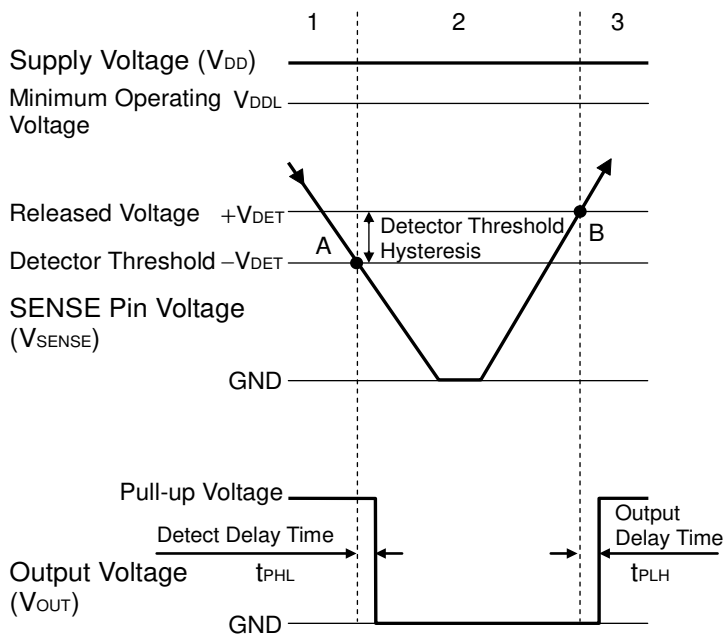 1 2 3
Supply Voltage (VDD)
Minimum Operating VDDL
Voltage
Released Voltage +VDET
Detector Threshold
Hysteresis
A
B
Detector Threshold −VDET
SENSE Pin Voltage
(VSENSE)
GND
Pull-up Voltage
Detect Delay Time
tPHL
Output
Delay Time
tPLH
Output Voltage
(VOUT)
GND